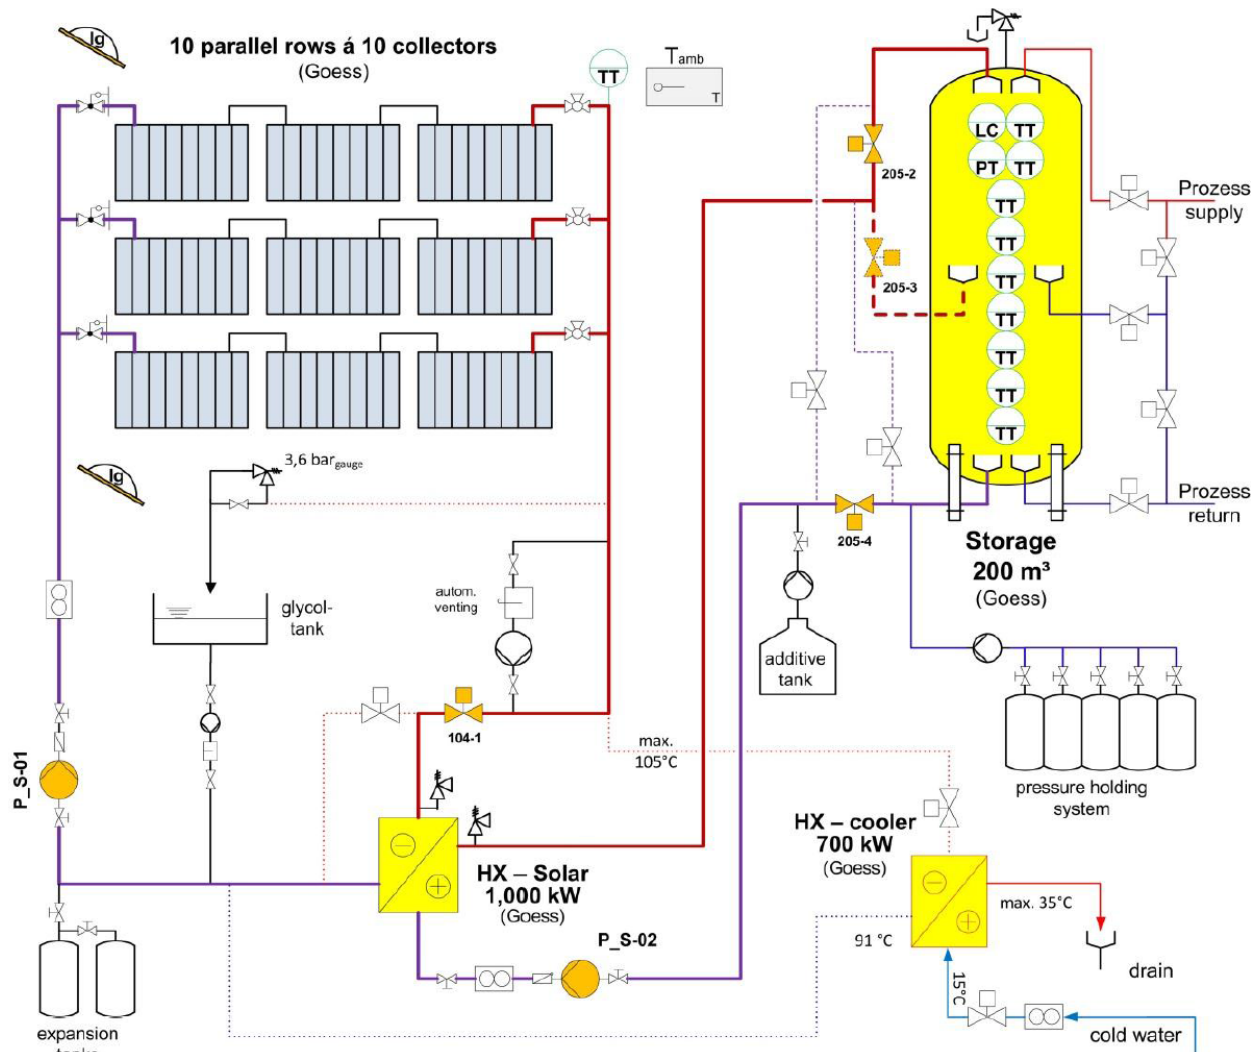 Ig
10 parallel rows á 10 collectors
(Goess)
TT
Tamb
T
LC
TT
PT
TT
TT
TT
TT
TT
TT
TT
TT
205-2
205-3
Prozess
supply
Ig
3,6 bargauge
Prozess
return
205-4
Storage
200 m³
(Goess)
glycol-
tank
autom.
venting
additive
tank
104-1
max.
105°C
P_S-01
pressure holding
system
HX – Solar
1,000 kW
(Goess)
HX – cooler
700 kW
(Goess)
max. 35°C
91 °C
P_S-02
15°C
drain
cold water
expansion